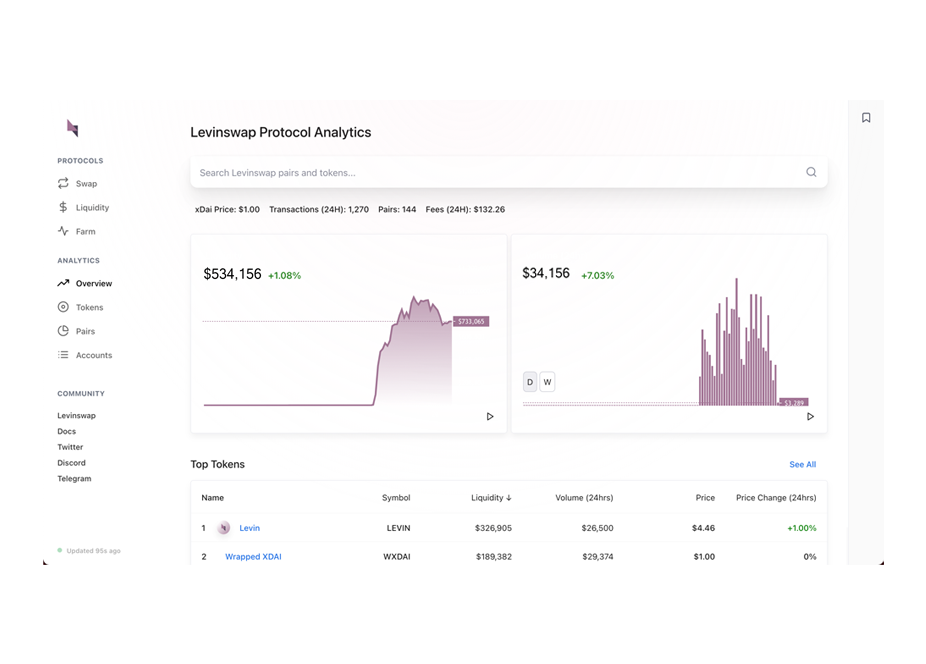 Levinswap Protocol Analytics
Search Levinswap pairs and tokens...
xDai Price: $1.00 Transactions (24H): 1,270 Pairs: 144 Fees (24H): $132.26
PROTOCOLS
Swap
Liquidity
Farm
ANALYTICS
Overview
Tokens
Pairs
Accounts
COMMUNITY
Levinswap
Docs
Twitter
Discord
Telegram
Updated 95s ago
$534,156 +1.08%
$733,065
$34,156 +7.03%
D W
$3,289
Top Tokens See All
Name Symbol Liquidity ↓ Volume (24hrs) Price Price Change (24hrs)
1 Levin LEVIN $326,905 $26,500 $4.46 +1.00%
2 Wrapped XDAI WXDAI $189,382 $29,374 $1.00 0%